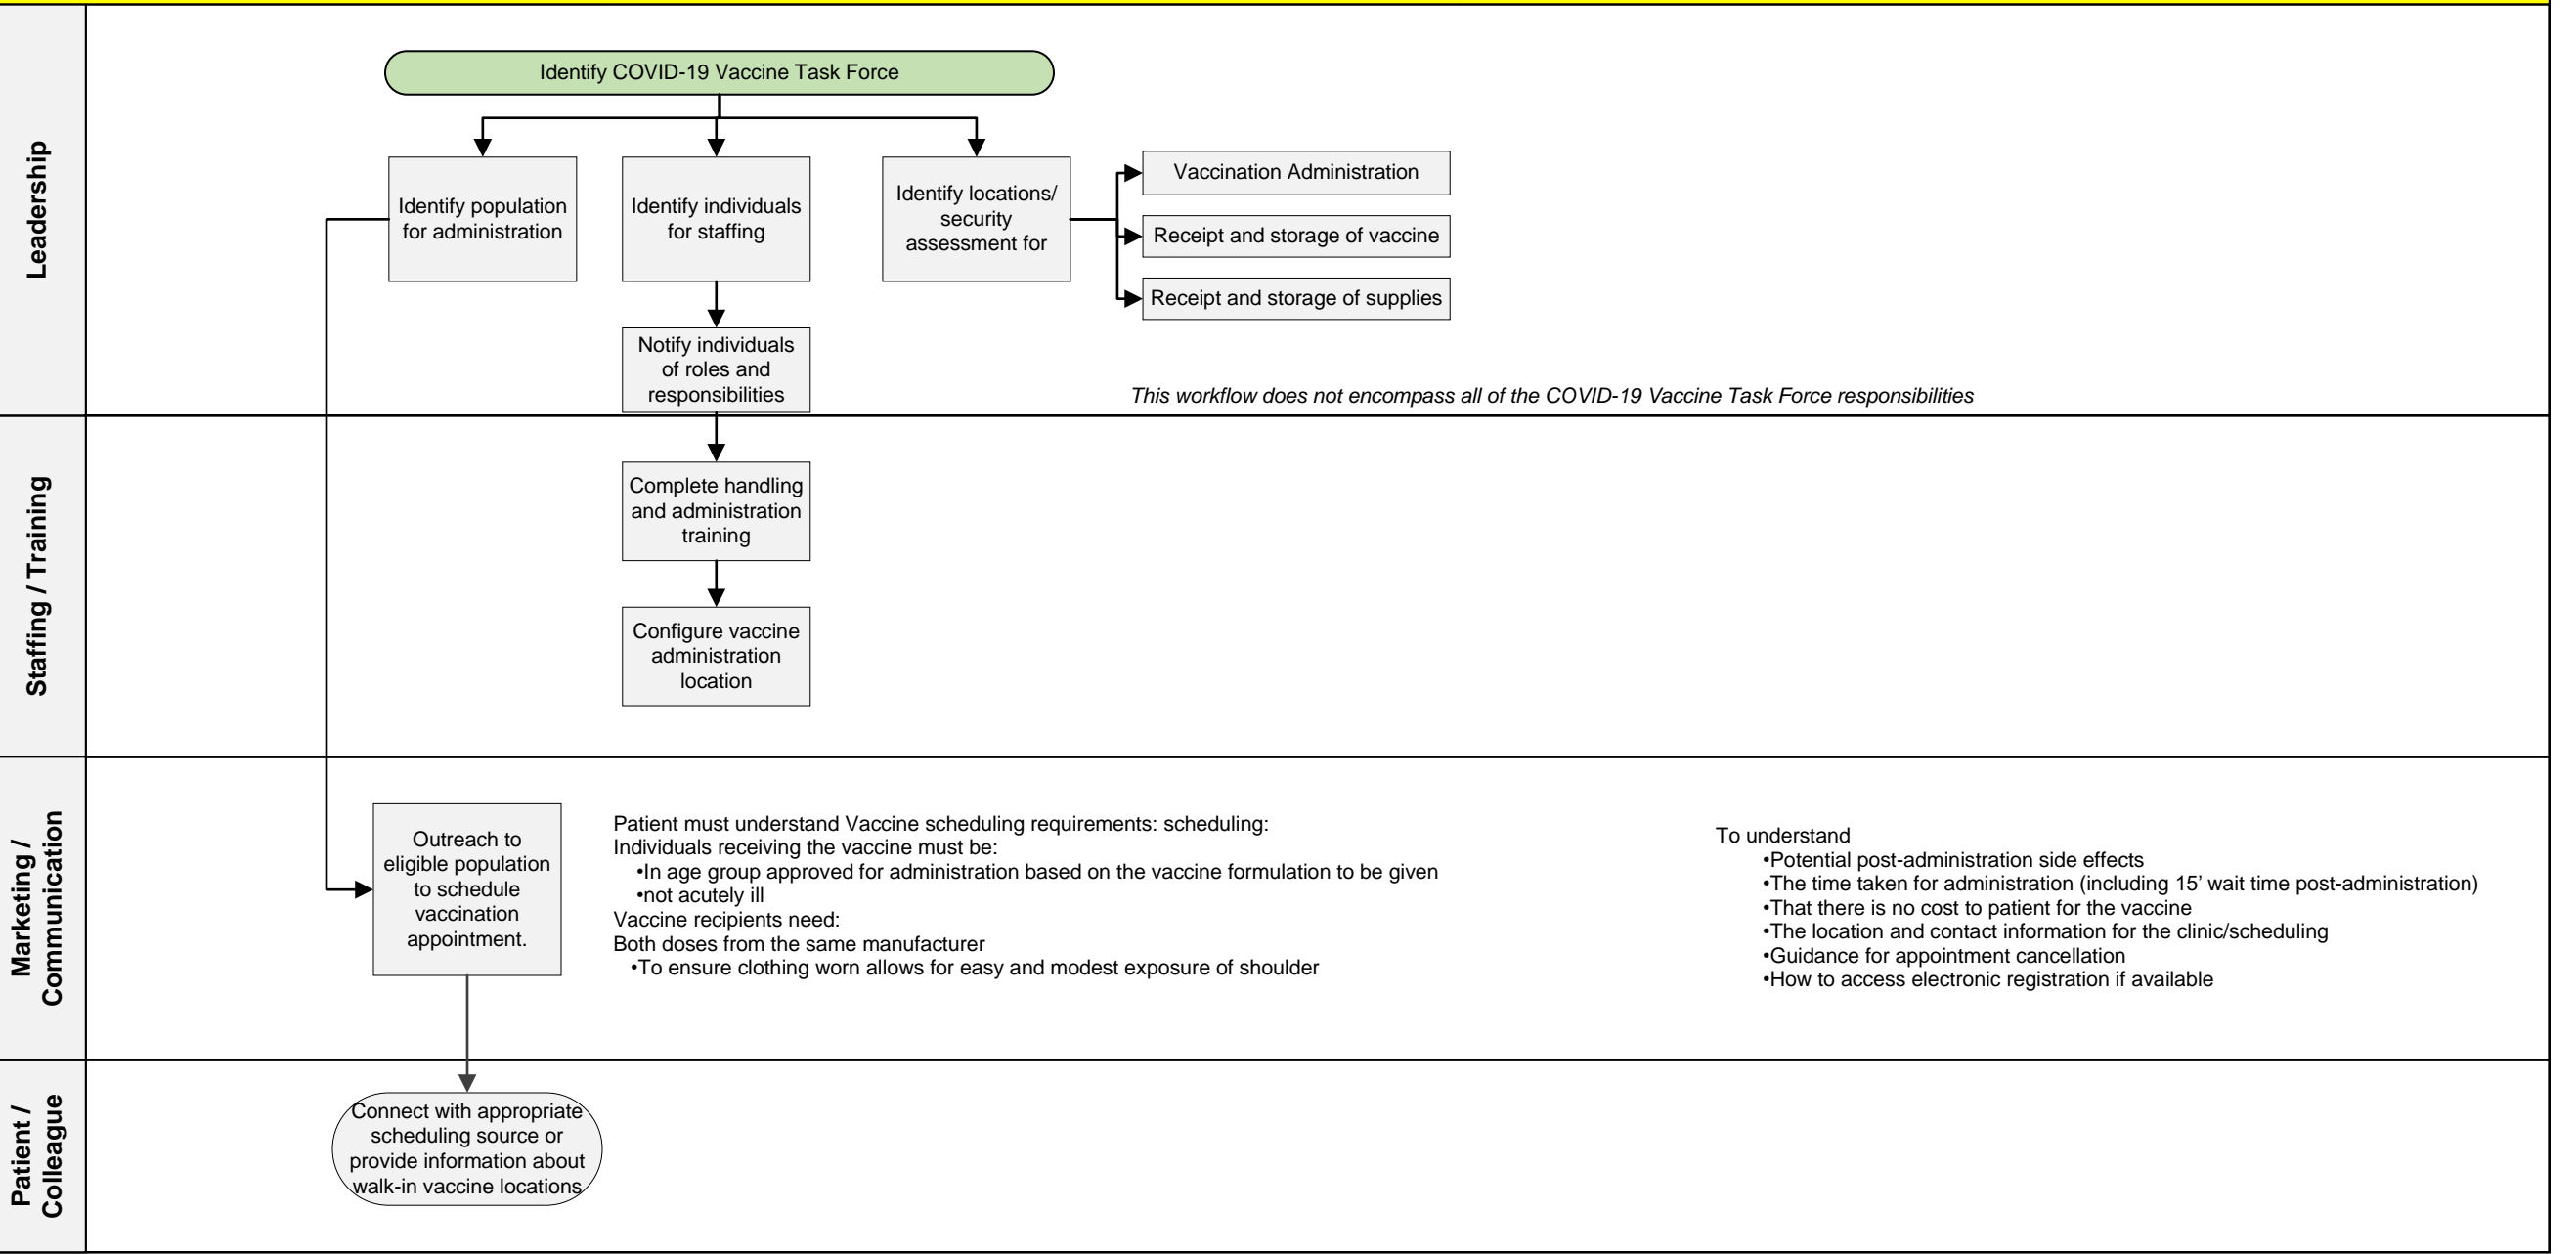 Leadership
Identify COVID-19 Vaccine Task Force
Identify population
for administration
Identify individuals
for staffing
Identify locations/
security
assessment for
Vaccination Administration
Receipt and storage of vaccine
Receipt and storage of supplies
Notify individuals
of roles and
responsibilities
This workflow does not encompass all of the COVID-19 Vaccine Task Force responsibilities
Staffing / Training
Complete handling
and administration
training
Configure vaccine
administration
location
Marketing /
Communication
Outreach to
eligible population
to schedule
vaccination
appointment.
Patient must understand Vaccine scheduling requirements: scheduling:
Individuals receiving the vaccine must be:
•In age group approved for administration based on the vaccine formulation to be given
•not acutely ill
Vaccine recipients need:
Both doses from the same manufacturer
•To ensure clothing worn allows for easy and modest exposure of shoulder
To understand
•Potential post-administration side effects
•The time taken for administration (including 15’ wait time post-administration)
•That there is no cost to patient for the vaccine
•The location and contact information for the clinic/scheduling
•Guidance for appointment cancellation
•How to access electronic registration if available
Patient /
Colleague
Connect with appropriate
scheduling source or
provide information about
walk-in vaccine locations